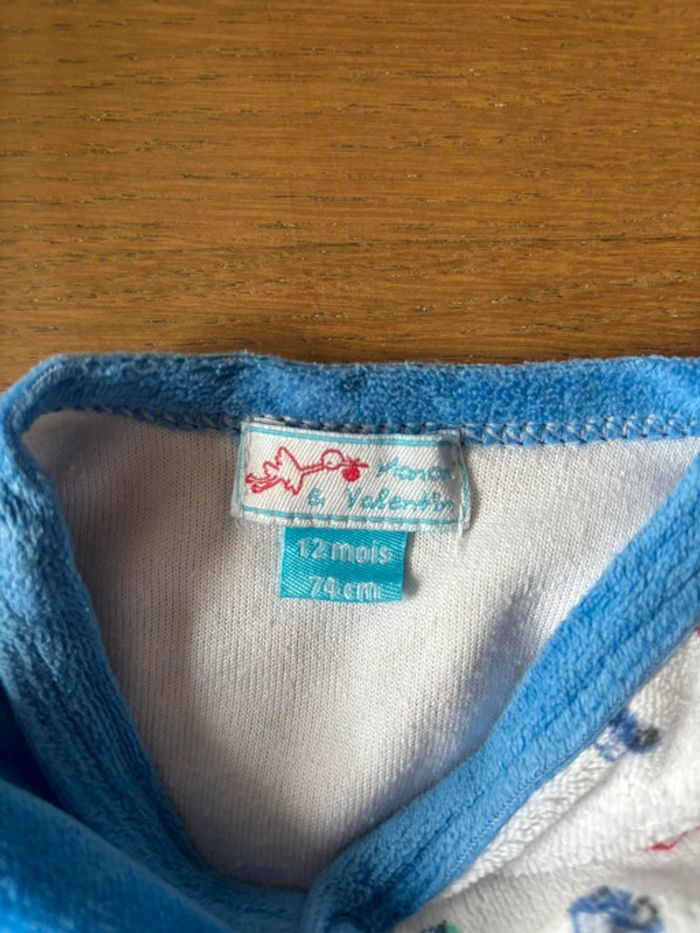 Manon
& Valentin
12 mois
74 cm